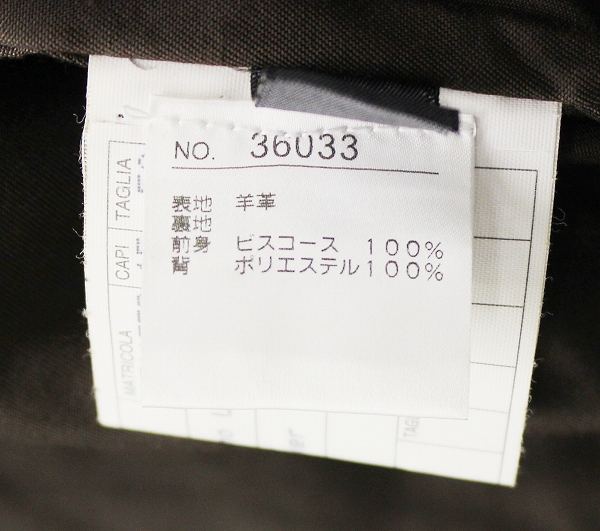 NO. 36033
表地 羊革
裏地
前身 ビスコース 100%
背 ポリエステル100%
TAGLIA
CAPI
MATRICOLA